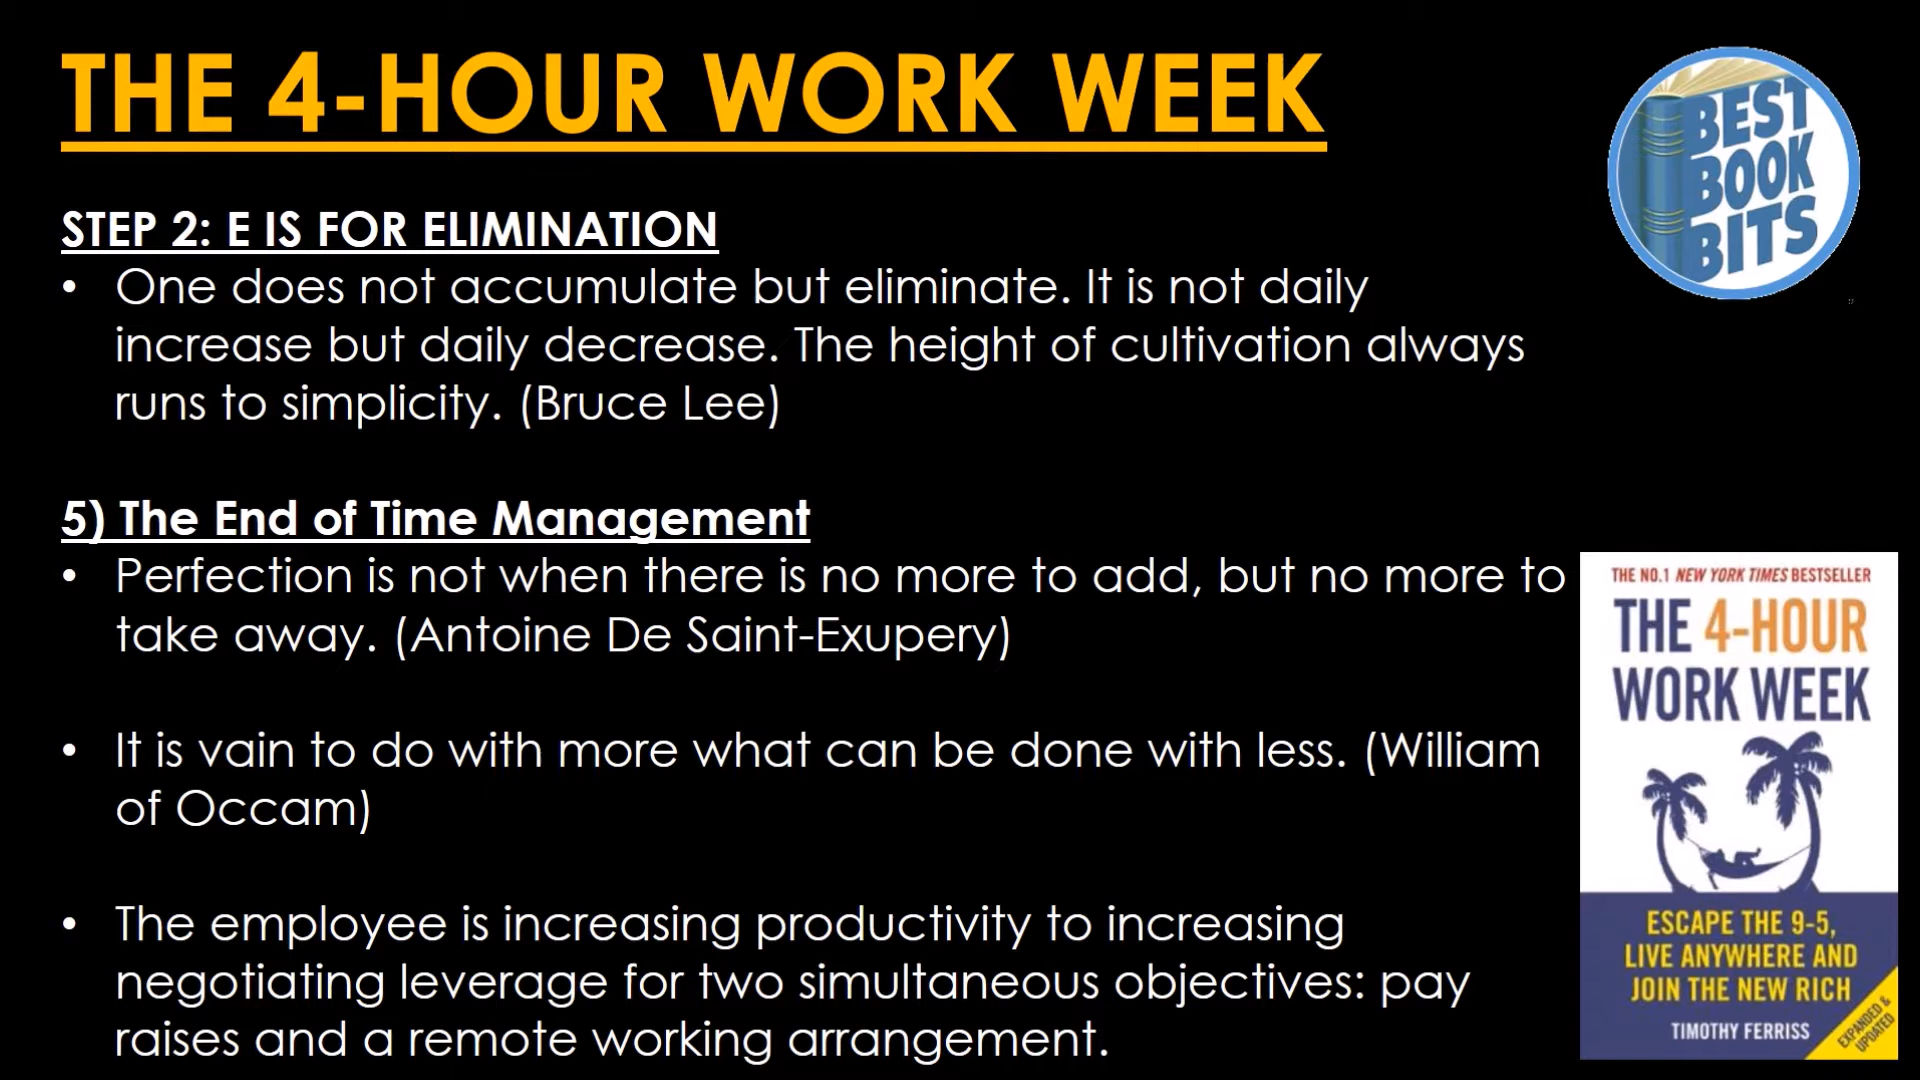 THE 4-HOUR WORK WEEK
BEST
BOOK
BITS
STEP 2: E IS FOR ELIMINATION
• One does not accumulate but eliminate. It is not daily
increase but daily decrease. The height of cultivation always
runs to simplicity. (Bruce Lee)
5) The End of Time Management
• Perfection is not when there is no more to add, but no more to
take away. (Antoine De Saint-Exupery)
• It is vain to do with more what can be done with less. (William
of Occam)
• The employee is increasing productivity to increasing
negotiating leverage for two simultaneous objectives: pay
raises and a remote working arrangement.
THE NO.1 NEW YORK TIMES BESTSELLER
THE 4-HOUR
WORK WEEK
ESCAPE THE 9-5,
LIVE ANYWHERE AND
JOIN THE NEW RICH
TIMOTHY FERRISS
EXPANDED &
UPDATED